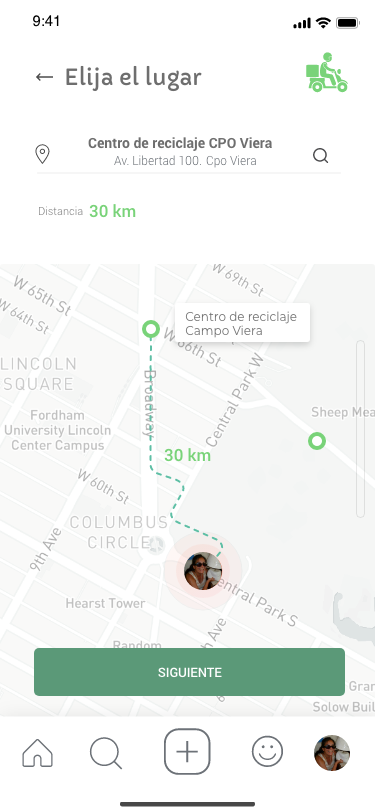 9:41
← Elija el lugar
Centro de reciclaje CPO Viera
Av. Libertad 100. Cpo Viera
Distancia 30 km
W 69th St
W 65th St
W 64th St
Centro de reciclaje
Campo Viera
W 66th St
LINCOLN
SQUARE
Broadway
Central Park W
Fordham
University Lincoln
Center Campus
Sheep Mea
30 km
W 60th St
COLUMBUS
CIRCLE
9th Ave
entral Park S
Hearst Tower
Random
th Ave
SIGUIENTE
Gran
Solow Buil